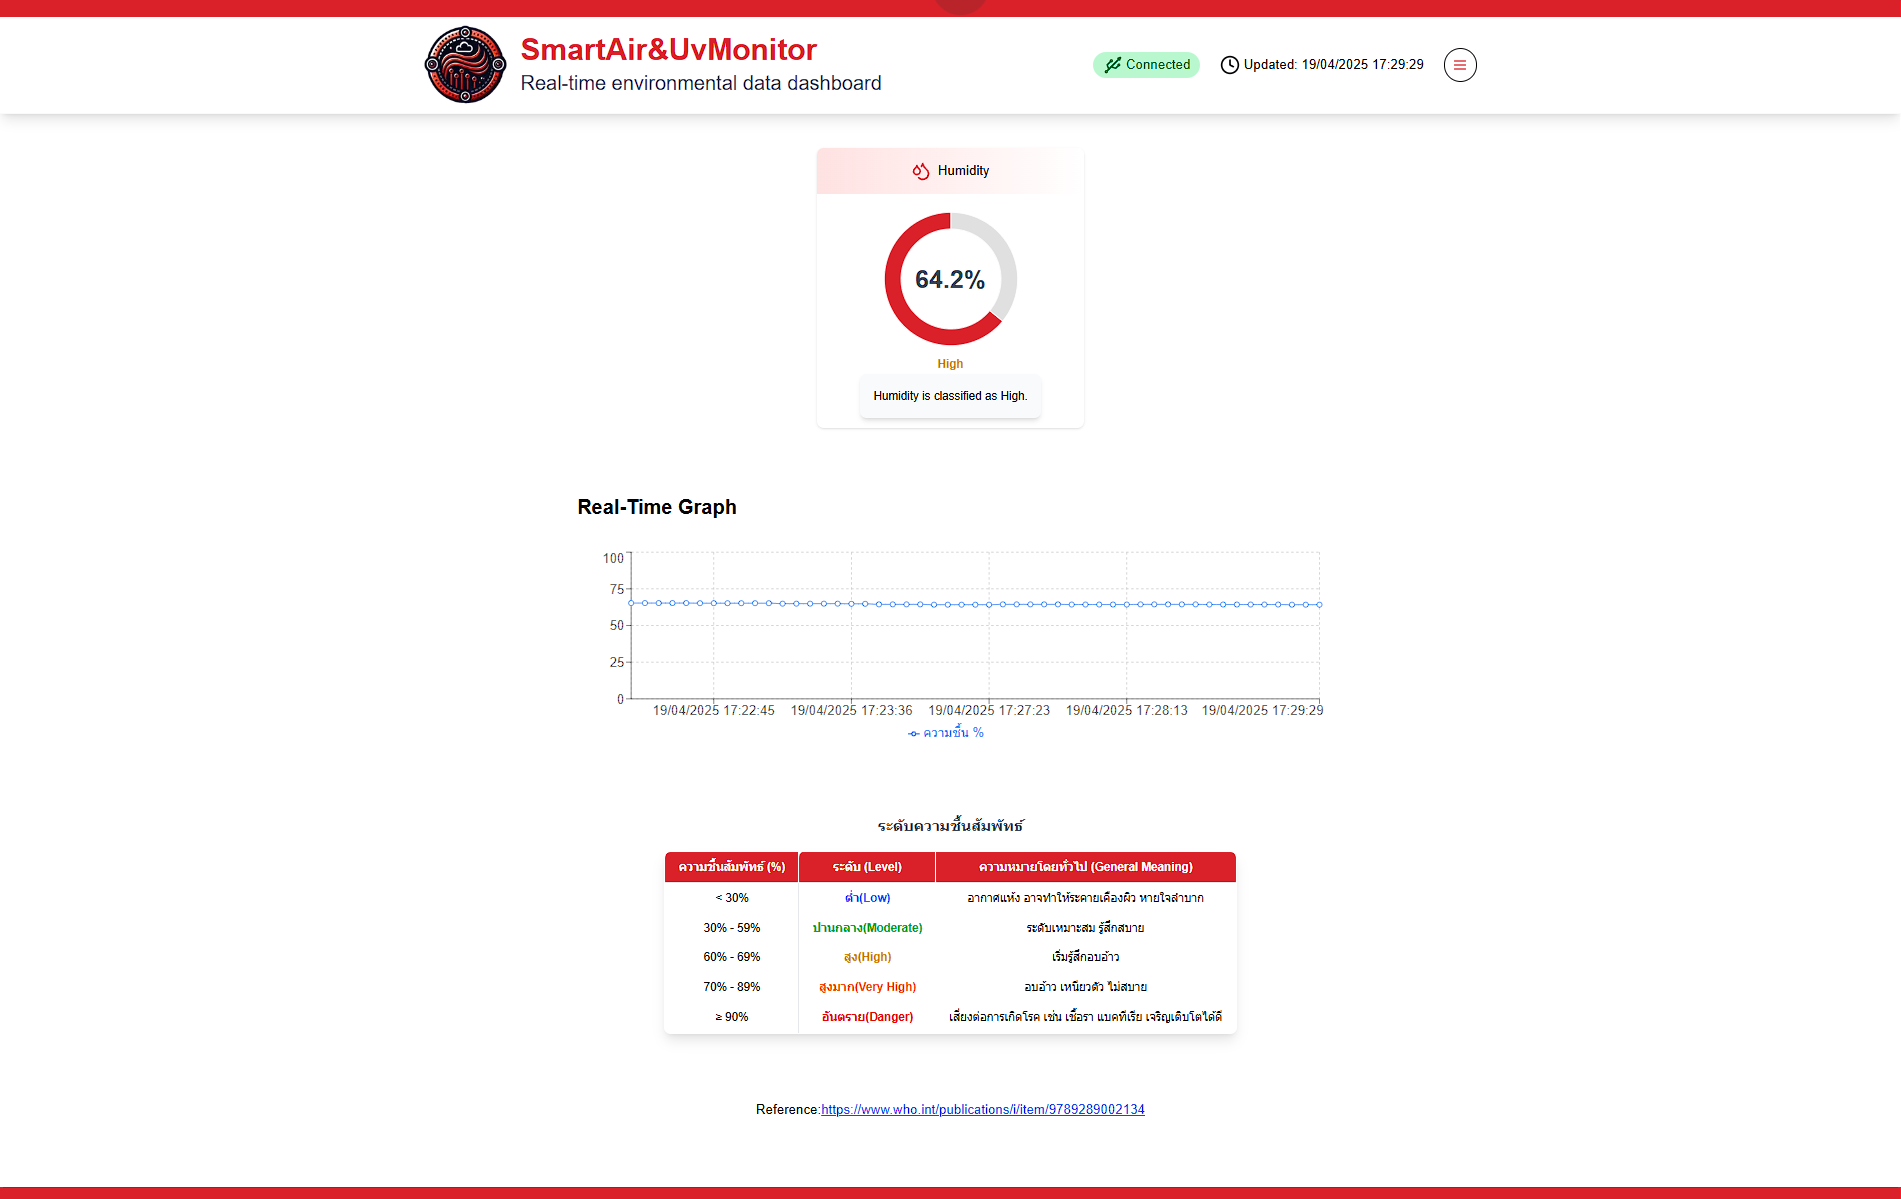 SmartAir&UvMonitor
Real-time environmental data dashboard
Connected
Updated: 19/04/2025 17:29:29
Humidity
64.2%
High
Humidity is classified as High.
Real-Time Graph
100
75
50
25
0
19/04/2025 17:22:45 19/04/2025 17:23:36 19/04/2025 17:27:23 19/04/2025 17:28:13 19/04/2025 17:29:29
ความชื้น %
ระดับความชื้นสัมพัทธ์
ความชื้นสัมพัทธ์ (%) ระดับ (Level) ความหมายโดยทั่วไป (General Meaning)
< 30% ต่ำ(Low) อากาศแห้ง อาจทำให้ระคายเคืองผิว หายใจลำบาก
30% - 59% ปานกลาง(Moderate) ระดับเหมาะสม รู้สึกสบาย
60% - 69% สูง(High) เริ่มรู้สึกอบอ้าว
70% - 89% สูงมาก(Very High) อบอ้าว เหนียวตัว ไม่สบาย
≥ 90% อันตราย(Danger) เสี่ยงต่อการเกิดโรค เช่น เชื้อรา แบคทีเรีย เจริญเติบโตได้ดี
Reference:https://www.who.int/publications/i/item/9789289002134